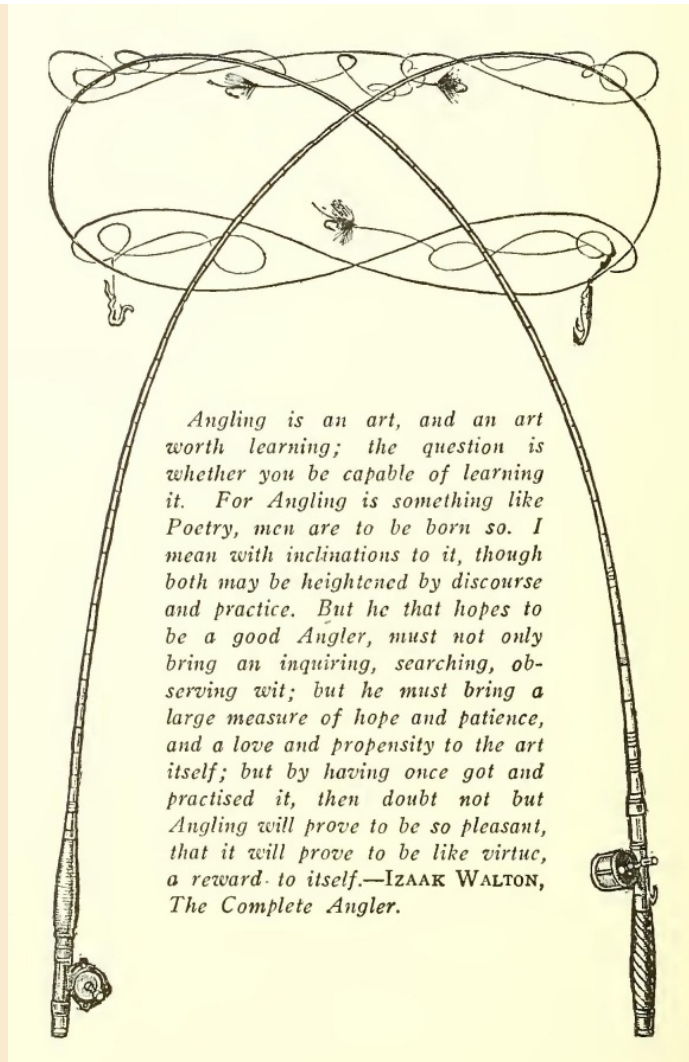 Angling is an art, and an art
worth learning; the question is
whether you be capable of learning
it. For Angling is something like
Poetry, men are to be born so. I
mean with inclinations to it, though
both may be heightened by discourse
and practice. But he that hopes to
be a good Angler, must not only
bring an inquiring, searching, ob-
serving wit; but he must bring a
large measure of hope and patience,
and a love and propensity to the art
itself; but by having once got and
practised it, then doubt not but
Angling will prove to be so pleasant,
that it will prove to be like virtue,
a reward to itself.—IZAAK WALTON,
The Complete Angler.